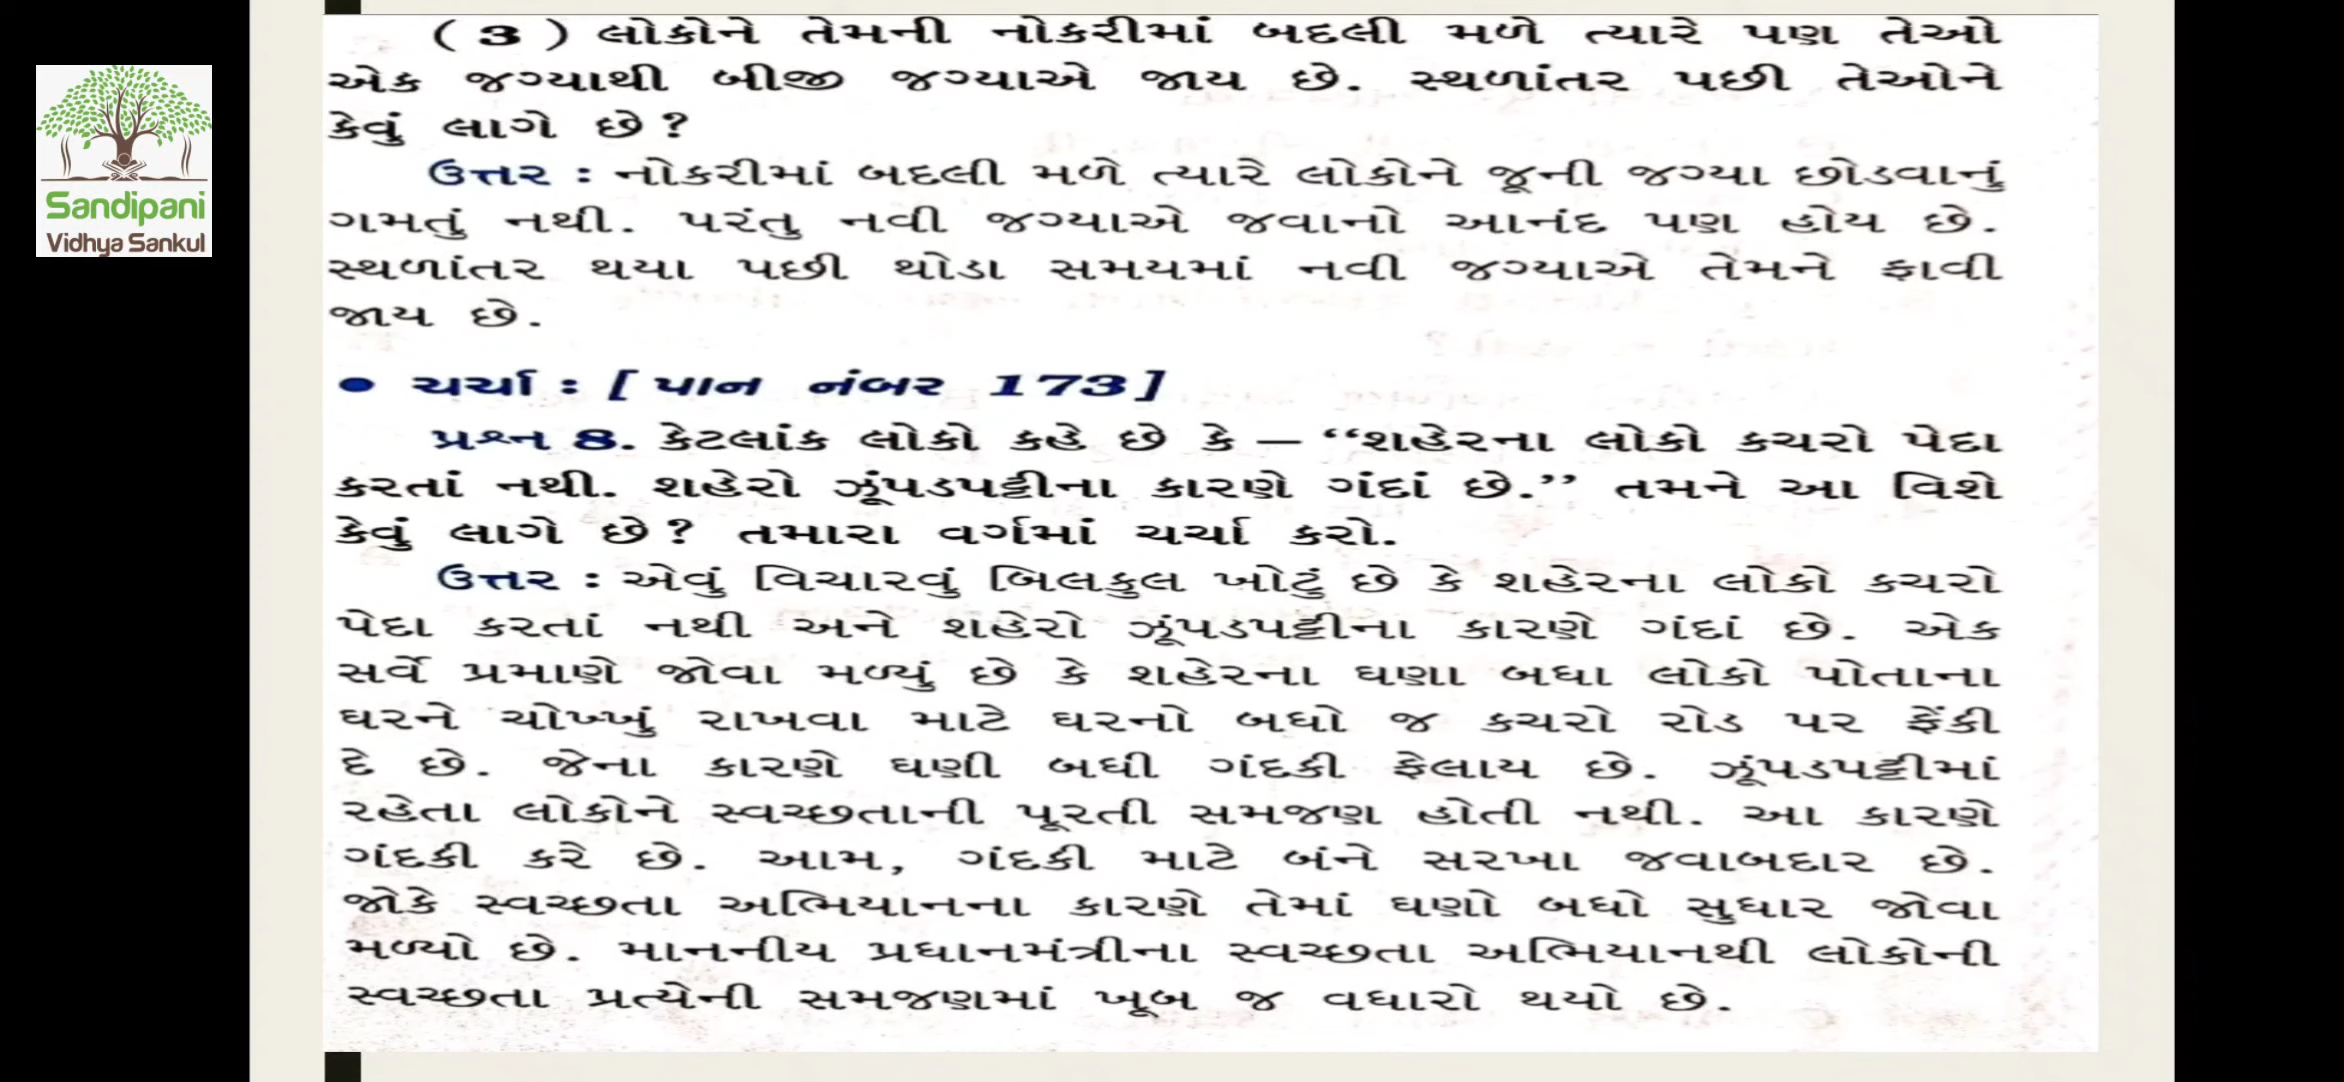 Sandipani
Vidhya Sankul
( 3 ) લોકોને તેમની નોકરીમાં બદલી મળે ત્યારે પણ તેઓ
એક જગ્યાથી બીજી જગ્યાએ જાય છે. સ્થળાંતર પછી તેઓને
કેવું લાગે છે?
ઉત્તર : નોકરીમાં બદલી મળે ત્યારે લોકોને જૂની જગ્યા છોડવાનું
ગમતું નથી. પરંતુ નવી જગ્યાએ જવાનો આનંદ પણ હોય છે.
સ્થળાંતર થયા પછી થોડા સમયમાં નવી જગ્યાએ તેમને ફાવી
જાય છે.
● ચર્ચા : [ પાન નંબર 173 ]
પ્રશ્ન 8. કેટલાંક લોકો કહે છે કે – “શહેરના લોકો કચરો પેદા
કરતાં નથી. શહેરો ઝૂંપડપટ્ટીના કારણે ગંદાં છે.” તમને આ વિશે
કેવું લાગે છે? તમારા વર્ગમાં ચર્ચા કરો.
ઉત્તર : એવું વિચારવું બિલકુલ ખોટું છે કે શહેરના લોકો કચરો
પેદા કરતાં નથી અને શહેરો ઝૂંપડપટ્ટીના કારણે ગંદાં છે. એક
સર્વે પ્રમાણે જોવા મળ્યું છે કે શહેરના ઘણા બધા લોકો પોતાના
ઘરને ચોખ્ખું રાખવા માટે ઘરનો બધો જ કચરો રોડ પર ફેંકી
દે છે. જેના કારણે ઘણી બધી ગંદકી ફેલાય છે. ઝૂંપડપટ્ટીમાં
રહેતા લોકોને સ્વચ્છતાની પૂરતી સમજણ હોતી નથી. આ કારણે
ગંદકી કરે છે. આમ, ગંદકી માટે બંને સરખા જવાબદાર છે.
જોકે સ્વચ્છતા અભિયાનના કારણે તેમાં ઘણો બધો સુધાર જોવા
મળ્યો છે. માનનીય પ્રધાનમંત્રીના સ્વચ્છતા અભિયાનથી લોકોની
સ્વચ્છતા પ્રત્યેની સમજણમાં ખૂબ જ વધારો થયો છે.